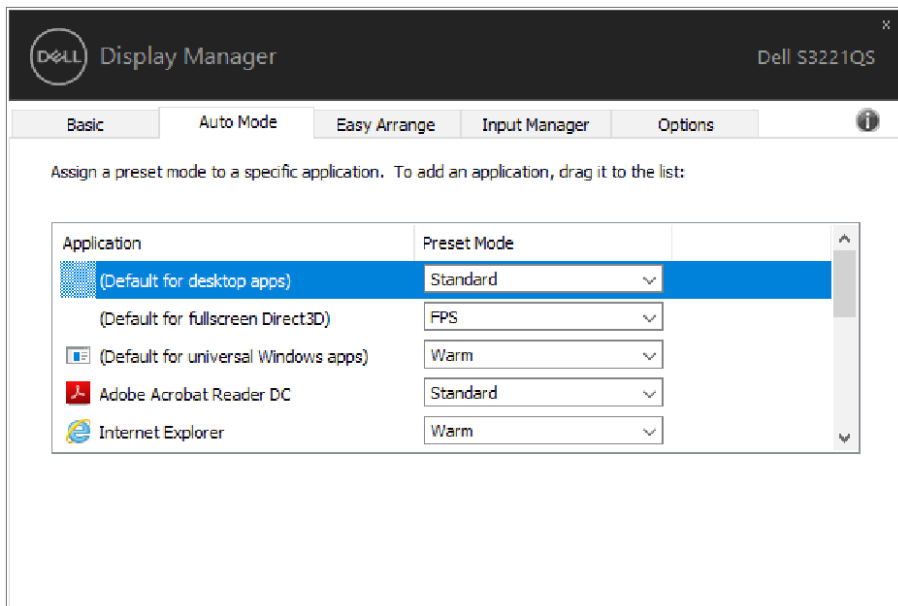 x
DELL Display Manager Dell S3221QS
Basic Auto Mode Easy Arrange Input Manager Options
Assign a preset mode to a specific application. To add an application, drag it to the list:
Application Preset Mode
(Default for desktop apps) Standard
(Default for fullscreen Direct3D) FPS
(Default for universal Windows apps) Warm
Adobe Acrobat Reader DC Standard
Internet Explorer Warm